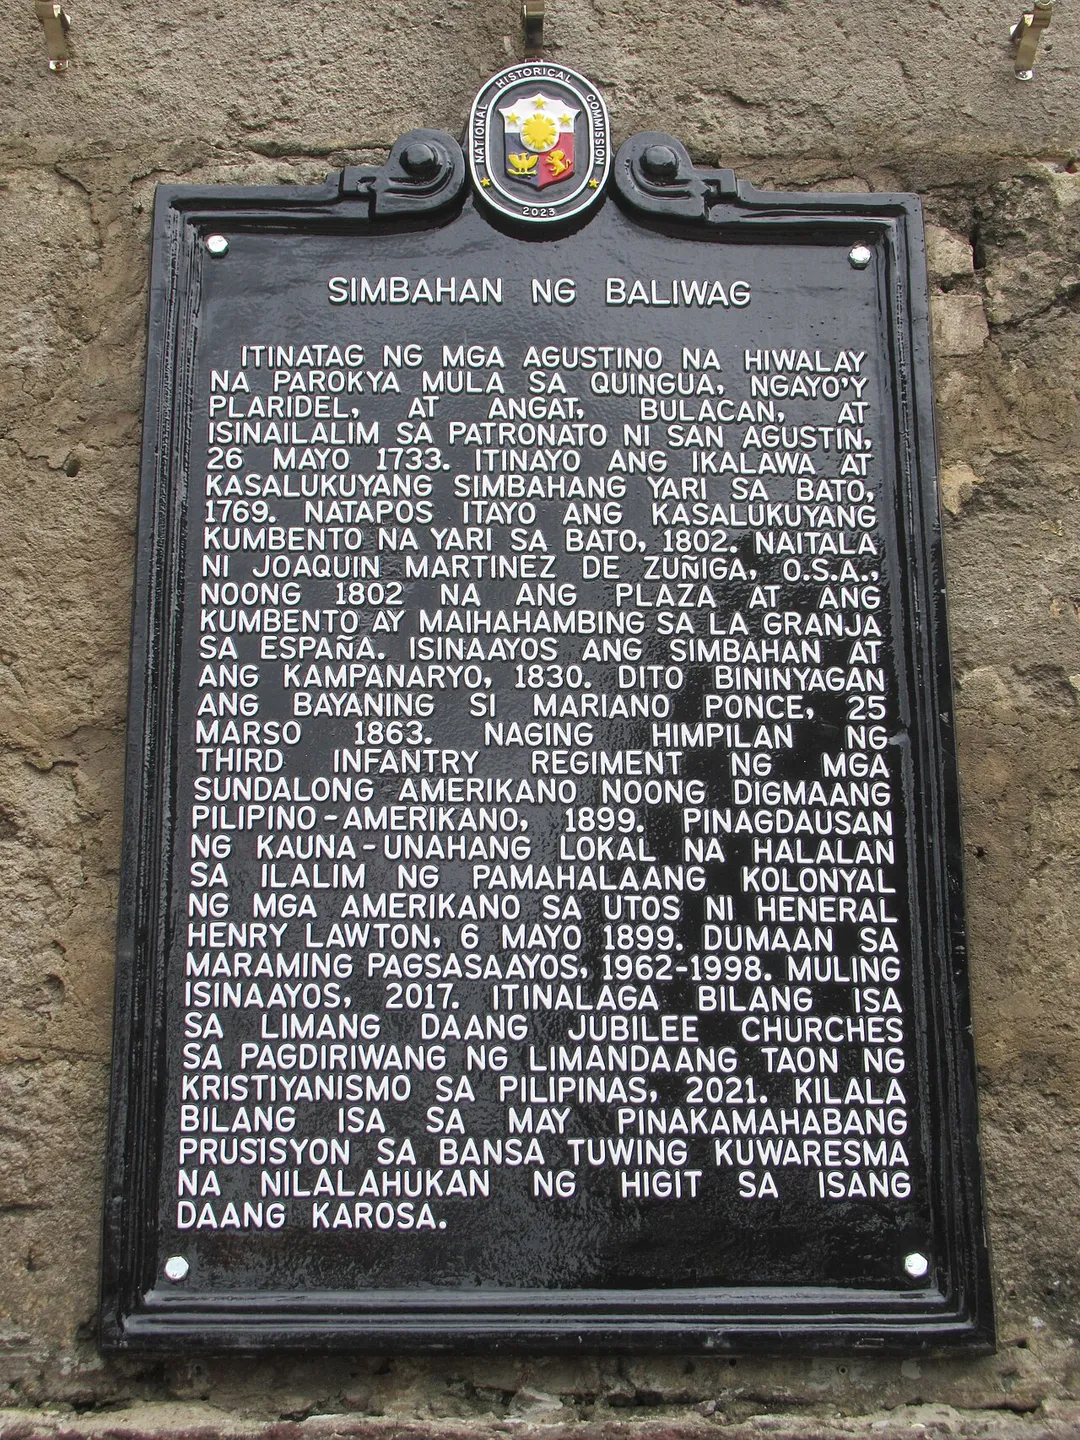 NATIONAL HISTORICAL COMMISSION
2023
SIMBAHAN NG BALIWAG
ITINATAG NG MGA AGUSTINO NA HIWALAY
NA PAROKYA MULA SA QUINGUA, NGAYO'Y
PLARIDEL, AT ANGAT, BULACAN, AT
ISINAILALIM SA PATRONATO NI SAN AGUSTIN,
26 MAYO 1733. ITINAYO ANG IKALAWA AT
KASALUKUYANG SIMBAHANG YARI SA BATO,
1769. NATAPOS ITAYO ANG KASALUKUYANG
KUMBENTO NA YARI SA BATO, 1802. NAITALA
NI JOAQUIN MARTINEZ DE ZUÑIGA, O.S.A.,
NOONG 1802 NA ANG PLAZA AT ANG
KUMBENTO AY MAIHAHAMBING SA LA GRANJA
SA ESPAÑA. ISINAAYOS ANG SIMBAHAN AT
ANG KAMPANARYO, 1830. DITO BININYAGAN
ANG BAYANING SI MARIANO PONCE, 25
MARSO 1863. NAGING HIMPILAN NG
THIRD INFANTRY REGIMENT NG MGA
SUNDALONG AMERIKANO NOONG DIGMAANG
PILIPINO-AMERIKANO, 1899. PINAGDAUSAN
NG KAUNA-UNAHANG LOKAL NA HALALAN
SA ILALIM NG PAMAHALAANG KOLONYAL
NG MGA AMERIKANO SA UTOS NI HENERAL
HENRY LAWTON, 6 MAYO 1899. DUMAAN SA
MARAMING PAGSASAAYOS, 1962-1998. MULING
ISINAAYOS, 2017. ITINALAGA BILANG ISA
SA LIMANG DAANG JUBILEE CHURCHES
SA PAGDIRIWANG NG LIMANDAANG TAON NG
KRISTIYANISMO SA PILIPINAS, 2021. KILALA
BILANG ISA SA MAY PINAKAMAHABANG
PRUSISYON SA BANSA TUWING KUWARESMA
NA NILALAHUKAN NG HIGIT SA ISANG
DAANG KAROSA.